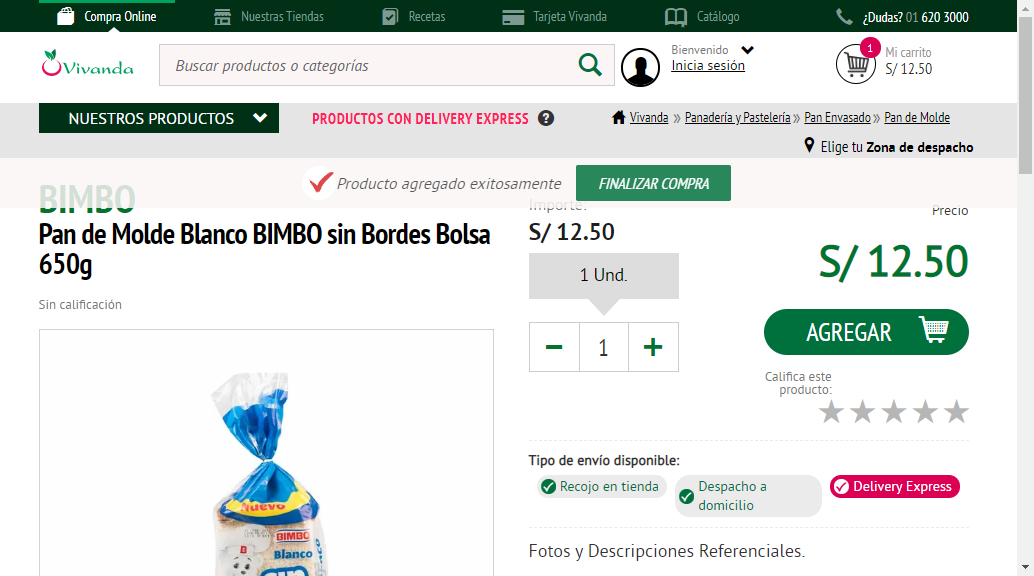 Compra Online
Nuestras Tiendas
Recetas
Tarjeta Vivanda
Catálogo
¿Dudas? 01 620 3000
Vivanda
Buscar productos o categorías
Bienvenido
Inicia sesión
1
Mi carrito
S/ 12.50
NUESTROS PRODUCTOS
PRODUCTOS CON DELIVERY EXPRESS ?
Vivanda » Panadería y Pastelería » Pan Envasado » Pan de Molde
Elige tu Zona de despacho
Producto agregado exitosamente
FINALIZAR COMPRA
BIMBO
Pan de Molde Blanco BIMBO sin Bordes Bolsa
650g
Sin calificación
Importe:
S/ 12.50
1 Und.
− 1 +
Precio
S/ 12.50
AGREGAR
Califica este
producto:
Tipo de envío disponible:
Recojo en tienda
Despacho a
domicilio
Delivery Express
Fotos y Descripciones Referenciales.
Nuevo
BIMBO
Blanco